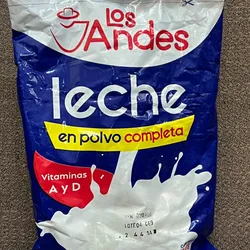 Los
Andes
leche
en polvo completa
Vitaminas
A y D